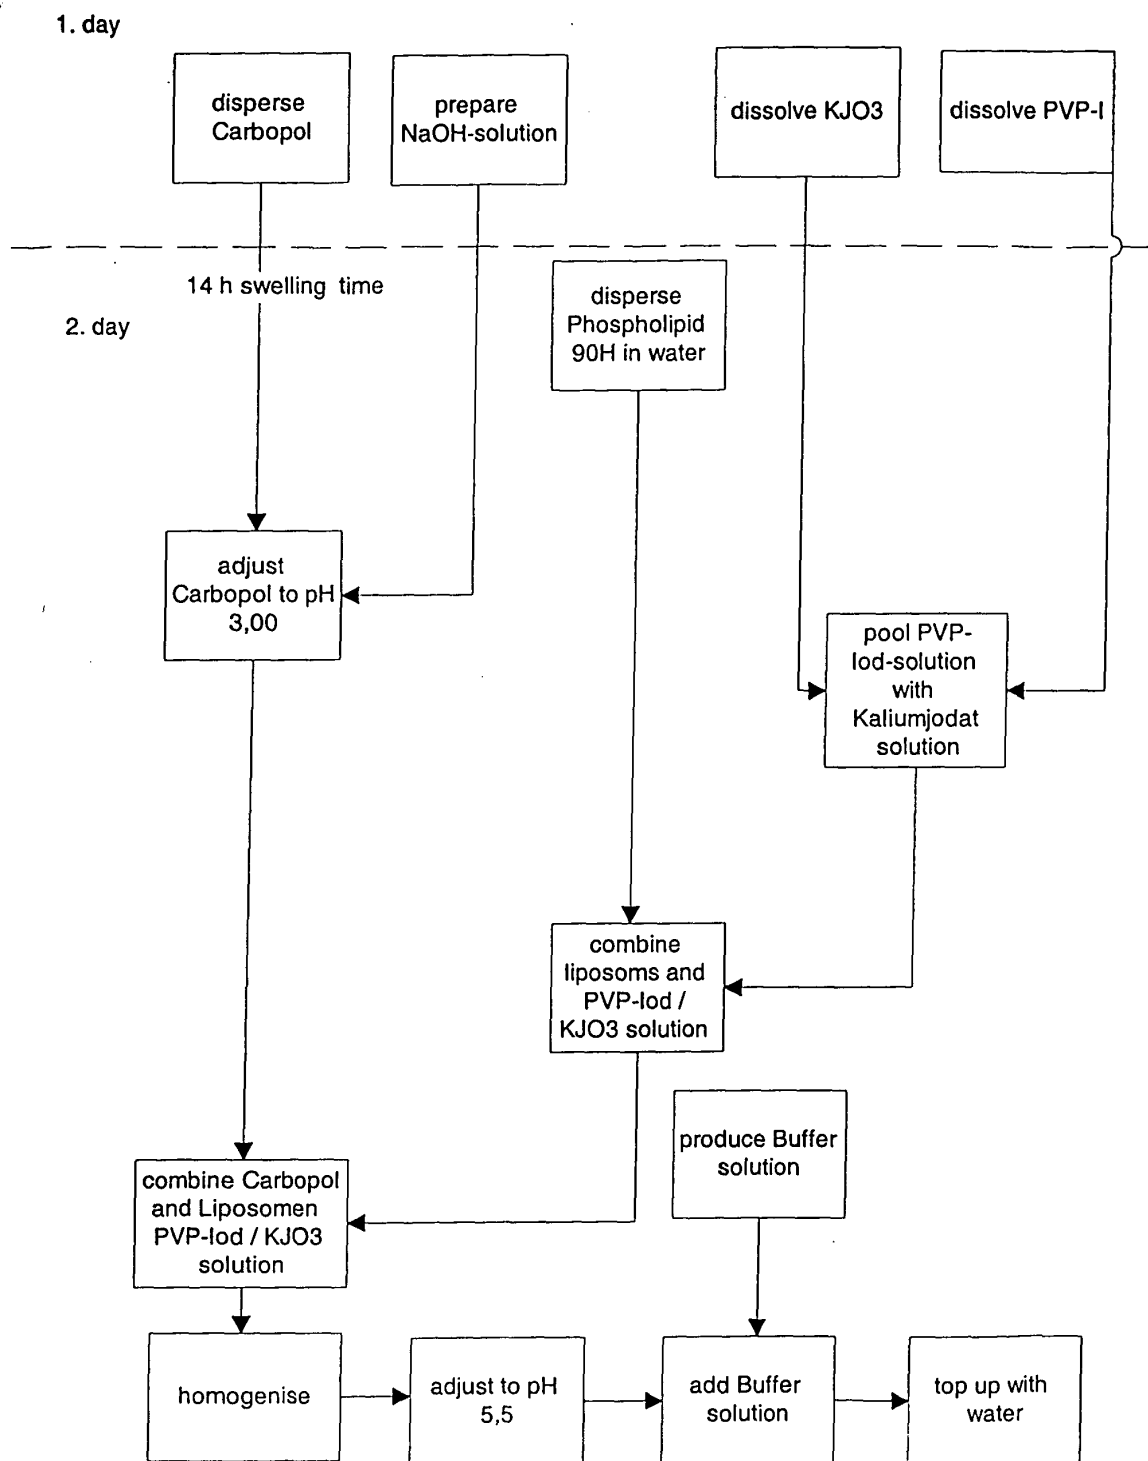 1. day
disperse
Carbopol
prepare
NaOH-solution
dissolve KJO3
dissolve PVP-I
14 h swelling time
2. day
disperse
Phospholipid
90H in water
adjust
Carbopol to pH
3,00
pool PVP-
Iod-solution
with
Kaliumjodat
solution
combine
liposoms and
PVP-Iod /
KJO3 solution
produce Buffer
solution
combine Carbopol
and Liposomen
PVP-Iod / KJO3
solution
homogenise
adjust to pH
5,5
add Buffer
solution
top up with
water